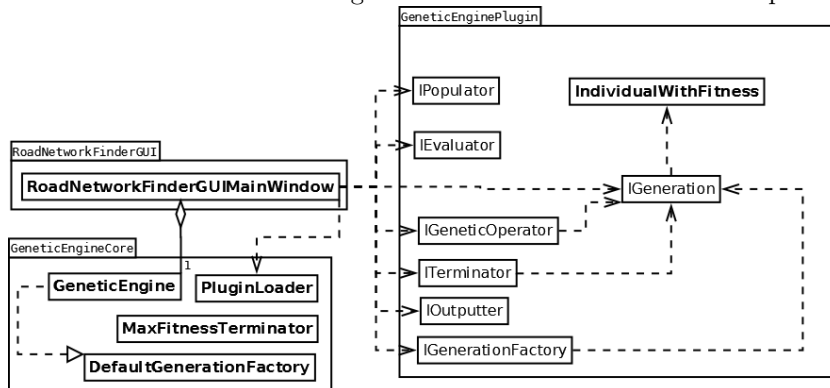 GeneticEnginePlugin
IPopulator
IndividualWithFitness
IEvaluator
RoadNetworkFinderGUI
RoadNetworkFinderGUIMainWindow
IGeneration
IGeneticOperator
GeneticEngineCore
1
ITerminator
GeneticEngine
PluginLoader
IOutputter
MaxFitnessTerminator
IGenerationFactory
DefaultGenerationFactory